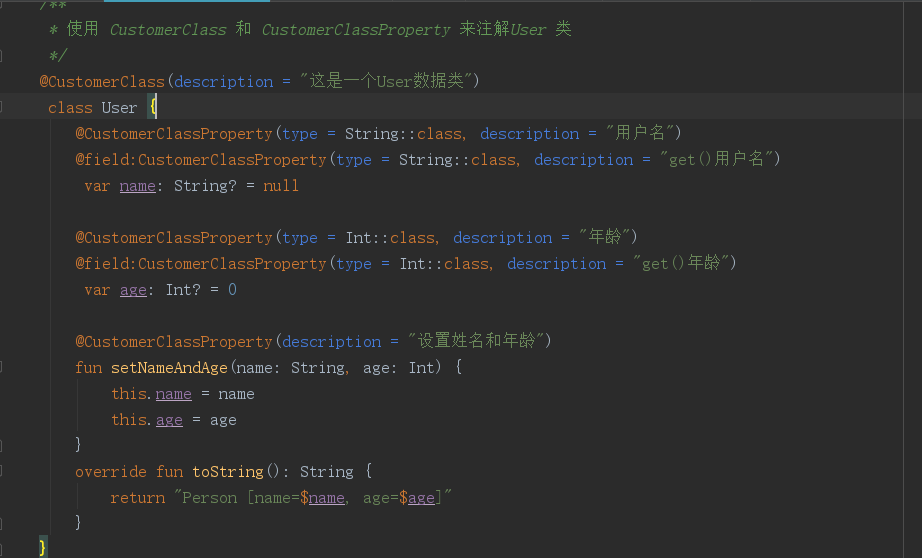 /**
 * 使用 CustomerClass 和 CustomerClassProperty 来注解User 类
 */
@CustomerClass(description = "这是一个User数据类")
 class User {
    @CustomerClassProperty(type = String::class, description = "用户名")
    @field:CustomerClassProperty(type = String::class, description = "get()用户名")
     var name: String? = null
    @CustomerClassProperty(type = Int::class, description = "年龄")
    @field:CustomerClassProperty(type = Int::class, description = "get()年龄")
     var age: Int? = 0
    @CustomerClassProperty(description = "设置姓名和年龄")
    fun setNameAndAge(name: String, age: Int) {
        this.name = name
        this.age = age
    }
    override fun toString(): String {
        return "Person [name=$name, age=$age]"
    }
}